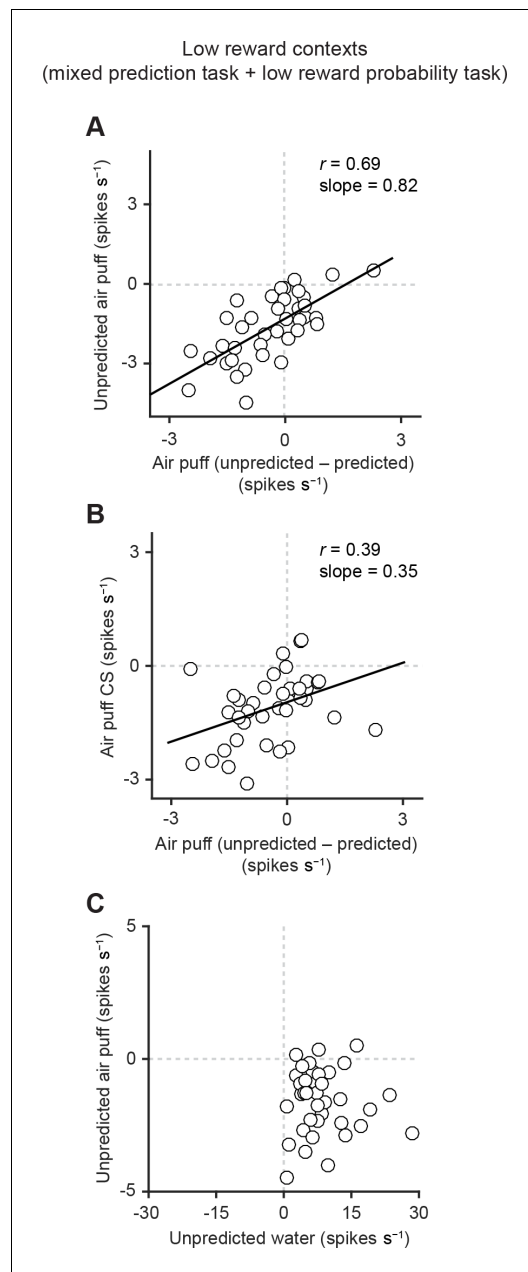 Low reward contexts
(mixed prediction task + low reward probability task)
A
r = 0.69
slope = 0.82
Unpredicted air puff (spikes s⁻¹)
3
0
-3
-3 0 3
Air puff (unpredicted – predicted)
(spikes s⁻¹)
B
r = 0.39
slope = 0.35
Air puff CS (spikes s⁻¹)
3
0
-3
-3 0 3
Air puff (unpredicted – predicted)
(spikes s⁻¹)
C
Unpredicted air puff (spikes s⁻¹)
5
0
-5
-30 -15 0 15 30
Unpredicted water (spikes s⁻¹)